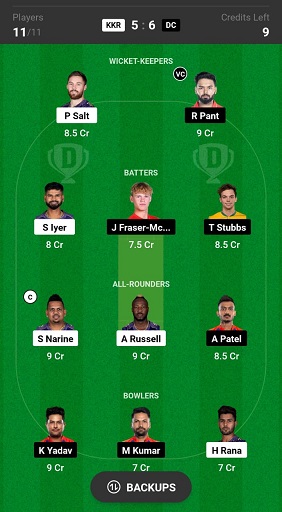 Players
Credits Left
11/11
KKR 5 : 6 DC
9
WICKET-KEEPERS
VC
P Salt
R Pant
8.5 Cr
9 Cr
D
D
BATTERS
S Iyer
J Fraser-Mc...
T Stubbs
8 Cr
7.5 Cr
8.5 Cr
ALL-ROUNDERS
C
S Narine
A Russell
A Patel
9 Cr
9 Cr
8.5 Cr
BOWLERS
K Yadav
M Kumar
H Rana
9 Cr
7 Cr
7 Cr
BACKUPS